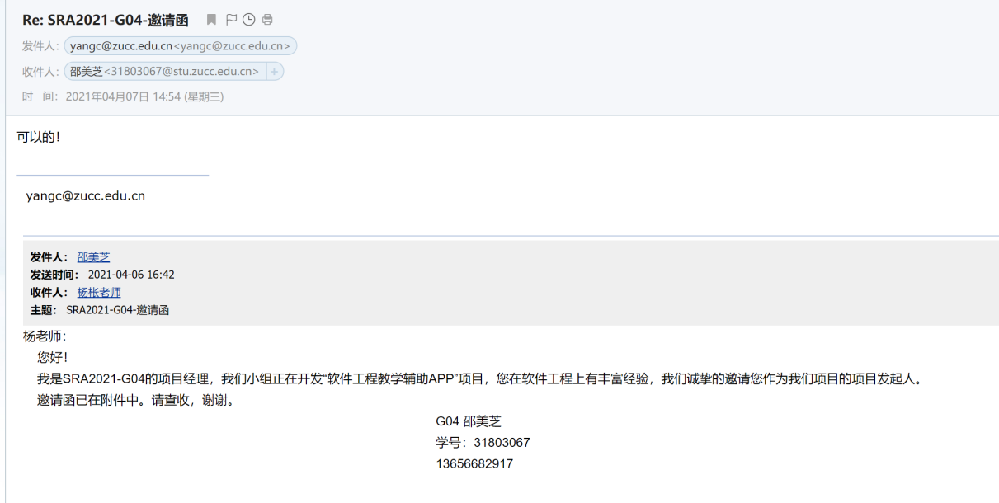 Re: SRA2021-G04-邀请函
发件人： yangc@zucc.edu.cn<yangc@zucc.edu.cn>
收件人： 邵美芝<31803067@stu.zucc.edu.cn> +
时 间： 2021年04月07日 14:54 (星期三)
可以的！
yangc@zucc.edu.cn
发件人： 邵美芝
发送时间： 2021-04-06 16:42
收件人： 杨枨老师
主题： SRA2021-G04-邀请函
杨老师：
您好！
我是SRA2021-G04的项目经理，我们小组正在开发“软件工程教学辅助APP”项目，您在软件工程上有丰富经验，我们诚挚的邀请您作为我们项目的项目发起人。
邀请函已在附件中。请查收，谢谢。
G04 邵美芝
学号：31803067
13656682917